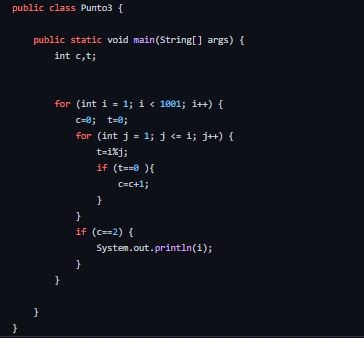 public class Punto3 {
public static void main(String[] args) {
int c,t;
for (int i = 1; i < 1001; i++) {
c=0;  t=0;
for (int j = 1; j <= i; j++) {
t=i%j;
if (t==0 ){
c=c+1;
}
}
if (c==2) {
System.out.println(i);
}
}
}
}